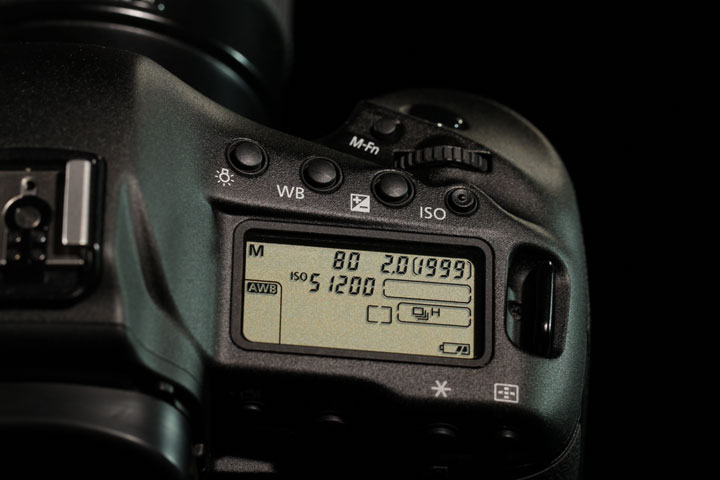 M-Fn
WB
ISO
M 80 2.0 (1999)
ISO 51200
AWB
H